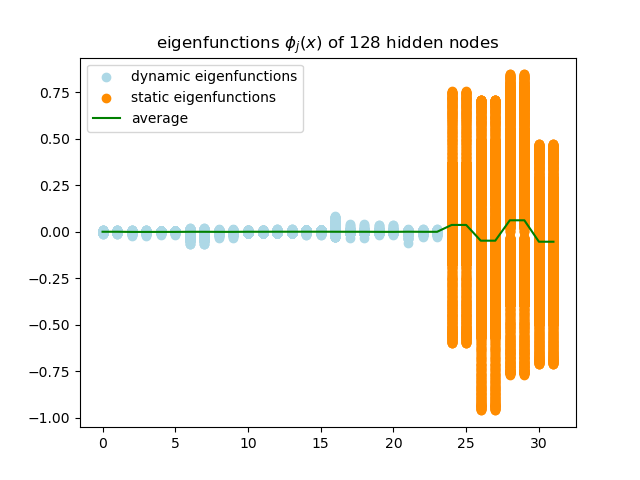 eigenfunctions ϕj(x) of 128 hidden nodes
dynamic eigenfunctions
static eigenfunctions
average
0.75
0.50
0.25
0.00
−0.25
−0.50
−0.75
−1.00
0 5 10 15 20 25 30